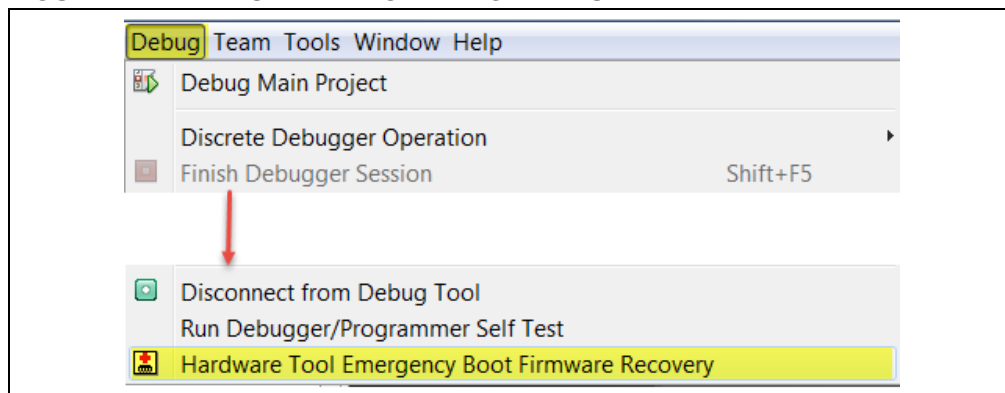 Debug Team Tools Window Help
Debug Main Project
Discrete Debugger Operation
Finish Debugger Session Shift+F5
Disconnect from Debug Tool
Run Debugger/Programmer Self Test
Hardware Tool Emergency Boot Firmware Recovery